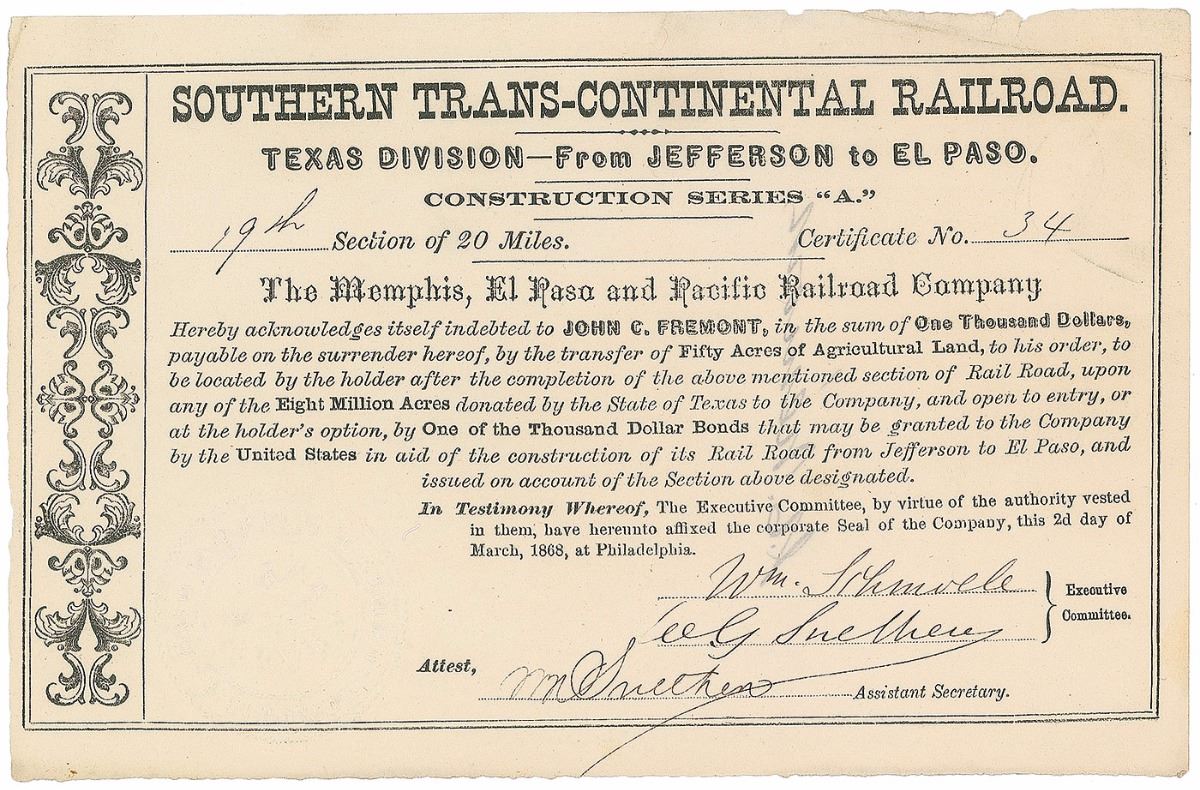 SOUTHERN TRANS-CONTINENTAL RAILROAD.
TEXAS DIVISION—From JEFFERSON to EL PASO.
CONSTRUCTION SERIES "A."
19th Section of 20 Miles. Certificate No. 34
The Memphis, El Paso and Pacific Railroad Company
Hereby acknowledges itself indebted to JOHN C. FREMONT, in the sum of One Thousand Dollars,
payable on the surrender hereof, by the transfer of Fifty Acres of Agricultural Land, to his order, to
be located by the holder after the completion of the above mentioned section of Rail Road, upon
any of the Eight Million Acres donated by the State of Texas to the Company, and open to entry, or
at the holder's option, by One of the Thousand Dollar Bonds that may be granted to the Company
by the United States in aid of the construction of its Rail Road from Jefferson to El Paso, and
issued on account of the Section above designated.
In Testimony Whereof, The Executive Committee, by virtue of the authority vested
in them, have hereunto affixed the corporate Seal of the Company, this 2d day of
March, 1868, at Philadelphia.
Wm. Schmoele
Executive
Snethen
Committee.
Attest, Snethen Assistant Secretary.